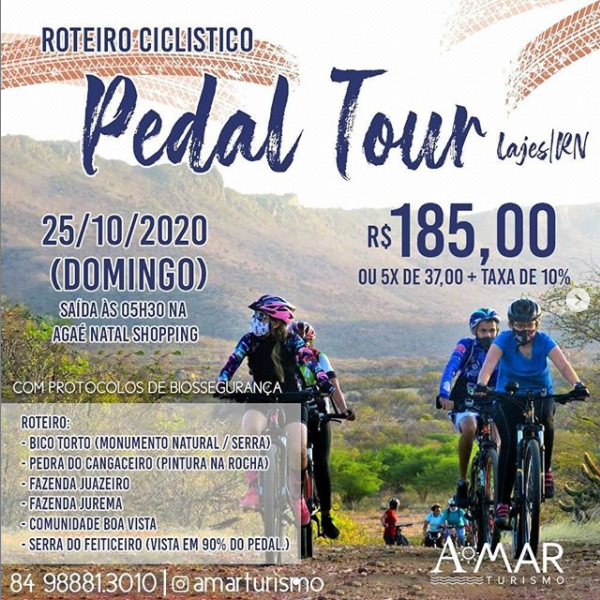 ROTEIRO CICLISTICO
Pedal Tour Lajes|RN
25/10/2020
(DOMINGO)
SAÍDA ÀS 05H30 NA
AGAÉ NATAL SHOPPING
R$185,00
OU 5X DE 37,00 + TAXA DE 10%
COM PROTOCOLOS DE BIOSSEGURANÇA
ROTEIRO:
- BICO TORTO (MONUMENTO NATURAL / SERRA)
- PEDRA DO CANGACEIRO (PINTURA NA ROCHA)
- FAZENDA JUAZEIRO
- FAZENDA JUREMA
- COMUNIDADE BOA VISTA
- SERRA DO FEITICEIRO (VISTA EM 90% DO PEDAL.)
84 98881.3010 | amarturismo
AOMAR
TURISMO